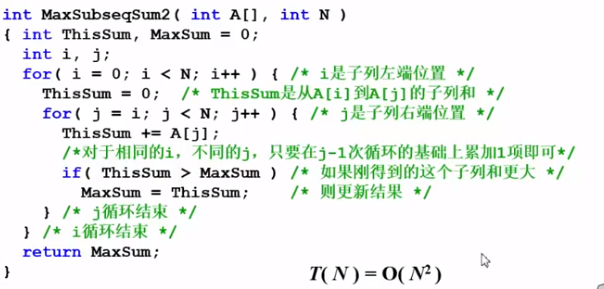 int MaxSubseqSum2( int A[], int N )
{ int ThisSum, MaxSum = 0;
int i, j;
for( i = 0; i < N; i++ ) { /* i是子列左端位置 */
ThisSum = 0; /* ThisSum是从A[i]到A[j]的子列和 */
for( j = i; j < N; j++ ) { /* j是子列右端位置 */
ThisSum += A[j];
/*对于相同的i，不同的j，只要在j-1次循环的基础上累加1项即可*/
if( ThisSum > MaxSum ) /* 如果刚得到的这个子列和更大 */
MaxSum = ThisSum; /* 则更新结果 */
} /* j循环结束 */
} /* i循环结束 */
return MaxSum;
}
T( N ) = O( N² )